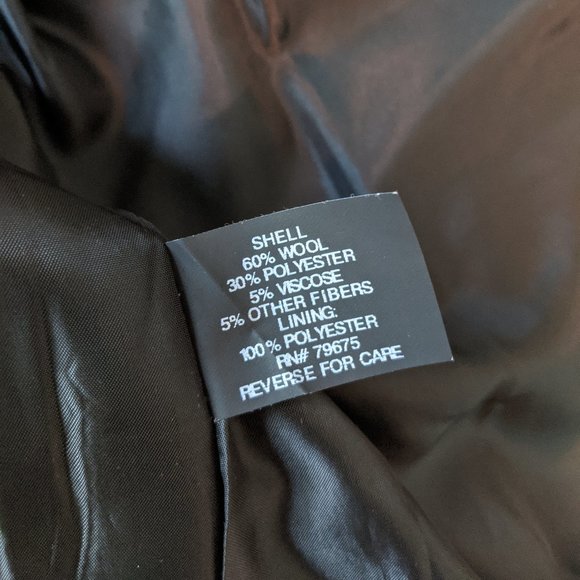 SHELL
60% WOOL
30% POLYESTER
5% VISCOSE
5% OTHER FIBERS
LINING:
100% POLYESTER
RN# 79675
REVERSE FOR CARE